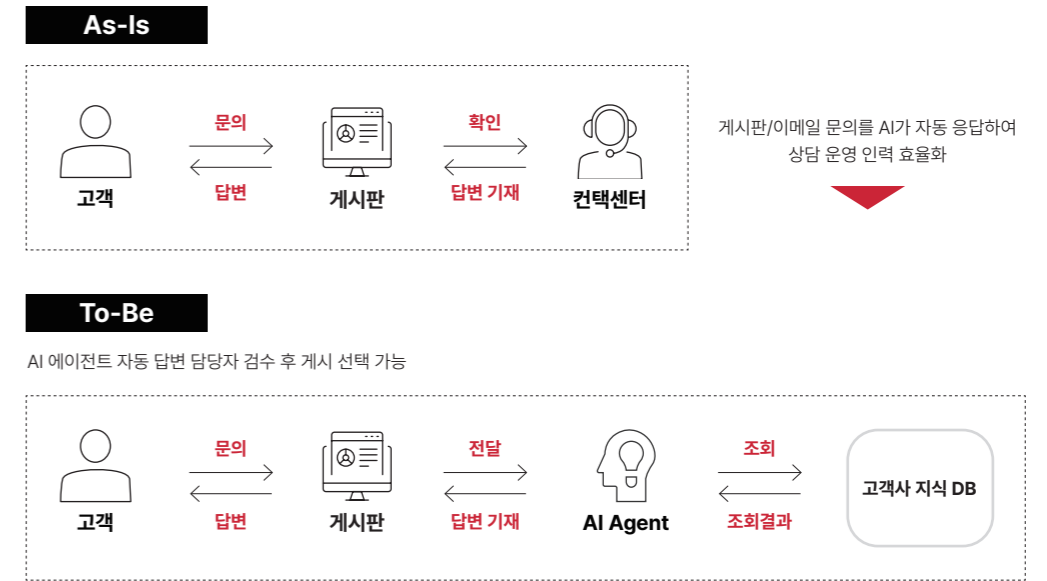 As-Is
문의
확인
답변
답변 기재
고객
게시판
컨택센터
게시판/이메일 문의를 AI가 자동 응답하여
상담 운영 인력 효율화
To-Be
AI 에이전트 자동 답변 담당자 검수 후 게시 선택 가능
문의
전달
조회
답변
답변 기재
조회결과
고객
게시판
AI Agent
고객사 지식 DB